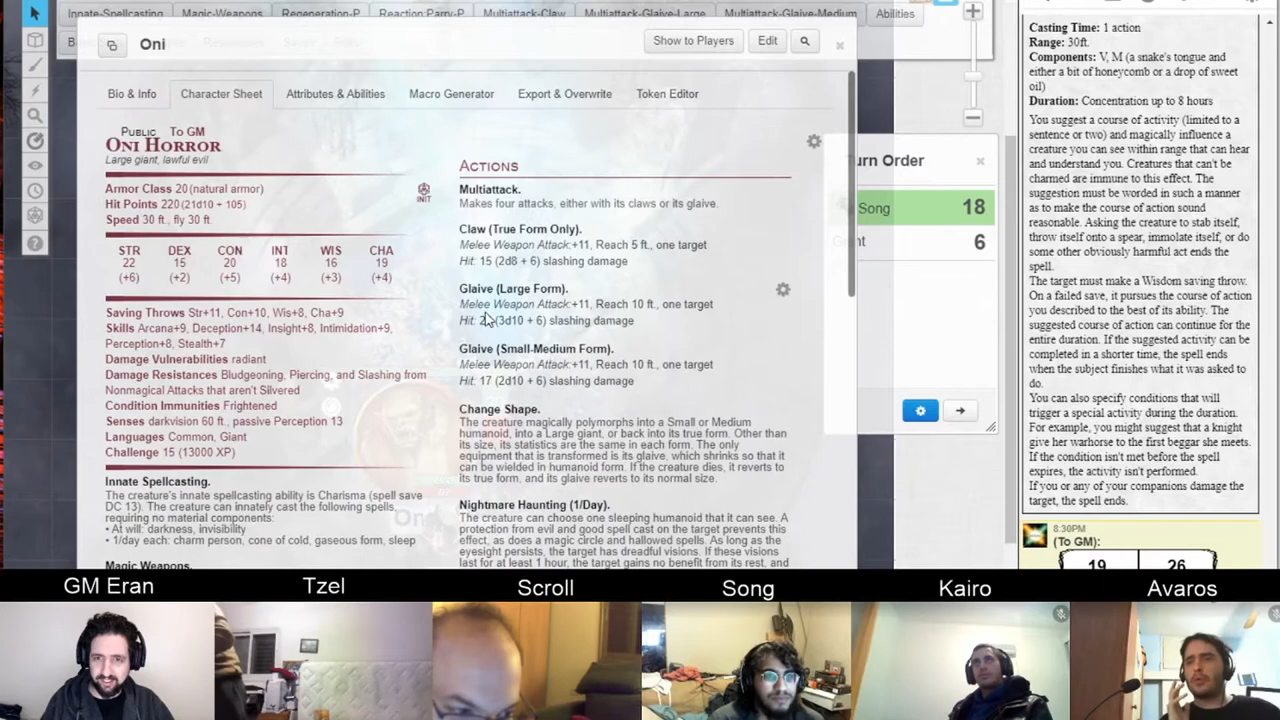 Innate-Spellcasting Magic-Weapons Regeneration-P Reaction:Parry-P Multiattack-Claw Multiattack-Glaive-Large Multiattack-Glaive-Medium Abilities
Oni
Show to Players Edit
Bio & Info Character Sheet Attributes & Abilities Macro Generator Export & Overwrite Token Editor
PUBLIC To GM
ONI HORROR
Large giant, lawful evil
Armor Class 20 (natural armor)
Hit Points 220 (21d10 + 105)
Speed 30 ft., fly 30 ft.
INIT
STR DEX CON INT WIS CHA
22 15 20 18 16 19
(+6) (+2) (+5) (+4) (+3) (+4)
Saving Throws Str+11, Con+10, Wis+8, Cha+9
Skills Arcana+9, Deception+14, Insight+8, Intimidation+9,
Perception+8, Stealth+7
Damage Vulnerabilities radiant
Damage Resistances Bludgeoning, Piercing, and Slashing from
Nonmagical Attacks that aren't Silvered
Condition Immunities Frightened
Senses darkvision 60 ft., passive Perception 13
Languages Common, Giant
Challenge 15 (13000 XP)
Innate Spellcasting.
The creature's innate spellcasting ability is Charisma (spell save
DC 13). The creature can innately cast the following spells,
requiring no material components:
• At will: darkness, invisibility
• 1/day each: charm person, cone of cold, gaseous form, sleep
Magic Weapons.
ACTIONS
Multiattack.
Makes four attacks, either with its claws or its glaive.
Claw (True Form Only).
Melee Weapon Attack:+11, Reach 5 ft., one target
Hit: 15 (2d8 + 6) slashing damage
Glaive (Large Form).
Melee Weapon Attack:+11, Reach 10 ft., one target
Hit: (3d10 + 6) slashing damage
Glaive (Small-Medium Form).
Melee Weapon Attack:+11, Reach 10 ft., one target
Hit: 17 (2d10 + 6) slashing damage
Change Shape.
The creature magically polymorphs into a Small or Medium
humanoid, into a Large giant, or back into its true form. Other than
its size, its statistics are the same in each form. The only
equipment that is transformed is its glaive, which shrinks so that it
can be wielded in humanoid form. If the creature dies, it reverts to
its true form, and its glaive reverts to its normal size.
Nightmare Haunting (1/Day).
The creature can choose one sleeping humanoid that it can see. A
protection from evil and good spell cast on the target prevents this
effect, as does a magic circle and hallowed spells. As long as the
eyesight persists, the target has dreadful visions. If these visions
last for at least 1 hour, the target gains no benefit from its rest, and
Turn Order
Song 18
6
Casting Time: 1 action
Range: 30ft.
Components: V, M (a snake's tongue and
either a bit of honeycomb or a drop of sweet
oil)
Duration: Concentration up to 8 hours
You suggest a course of activity (limited to a
sentence or two) and magically influence a
creature you can see within range that can hear
and understand you. Creatures that can't be
charmed are immune to this effect. The
suggestion must be worded in such a manner
as to make the course of action sound
reasonable. Asking the creature to stab itself,
throw itself onto a spear, immolate itself, or do
some other obviously harmful act ends the
spell.
The target must make a Wisdom saving throw.
On a failed save, it pursues the course of action
you described to the best of its ability. The
suggested course of action can continue for the
entire duration. If the suggested activity can be
completed in a shorter time, the spell ends
when the subject finishes what it was asked to
do.
You can also specify conditions that will
trigger a special activity during the duration.
For example, you might suggest that a knight
give her warhorse to the first beggar she meets.
If the condition isn't met before the spell
expires, the activity isn't performed.
If you or any of your companions damage the
target, the spell ends.
8:30PM
(To GM):
19 26
GM Eran Tzel Scroll Song Kairo Avaros